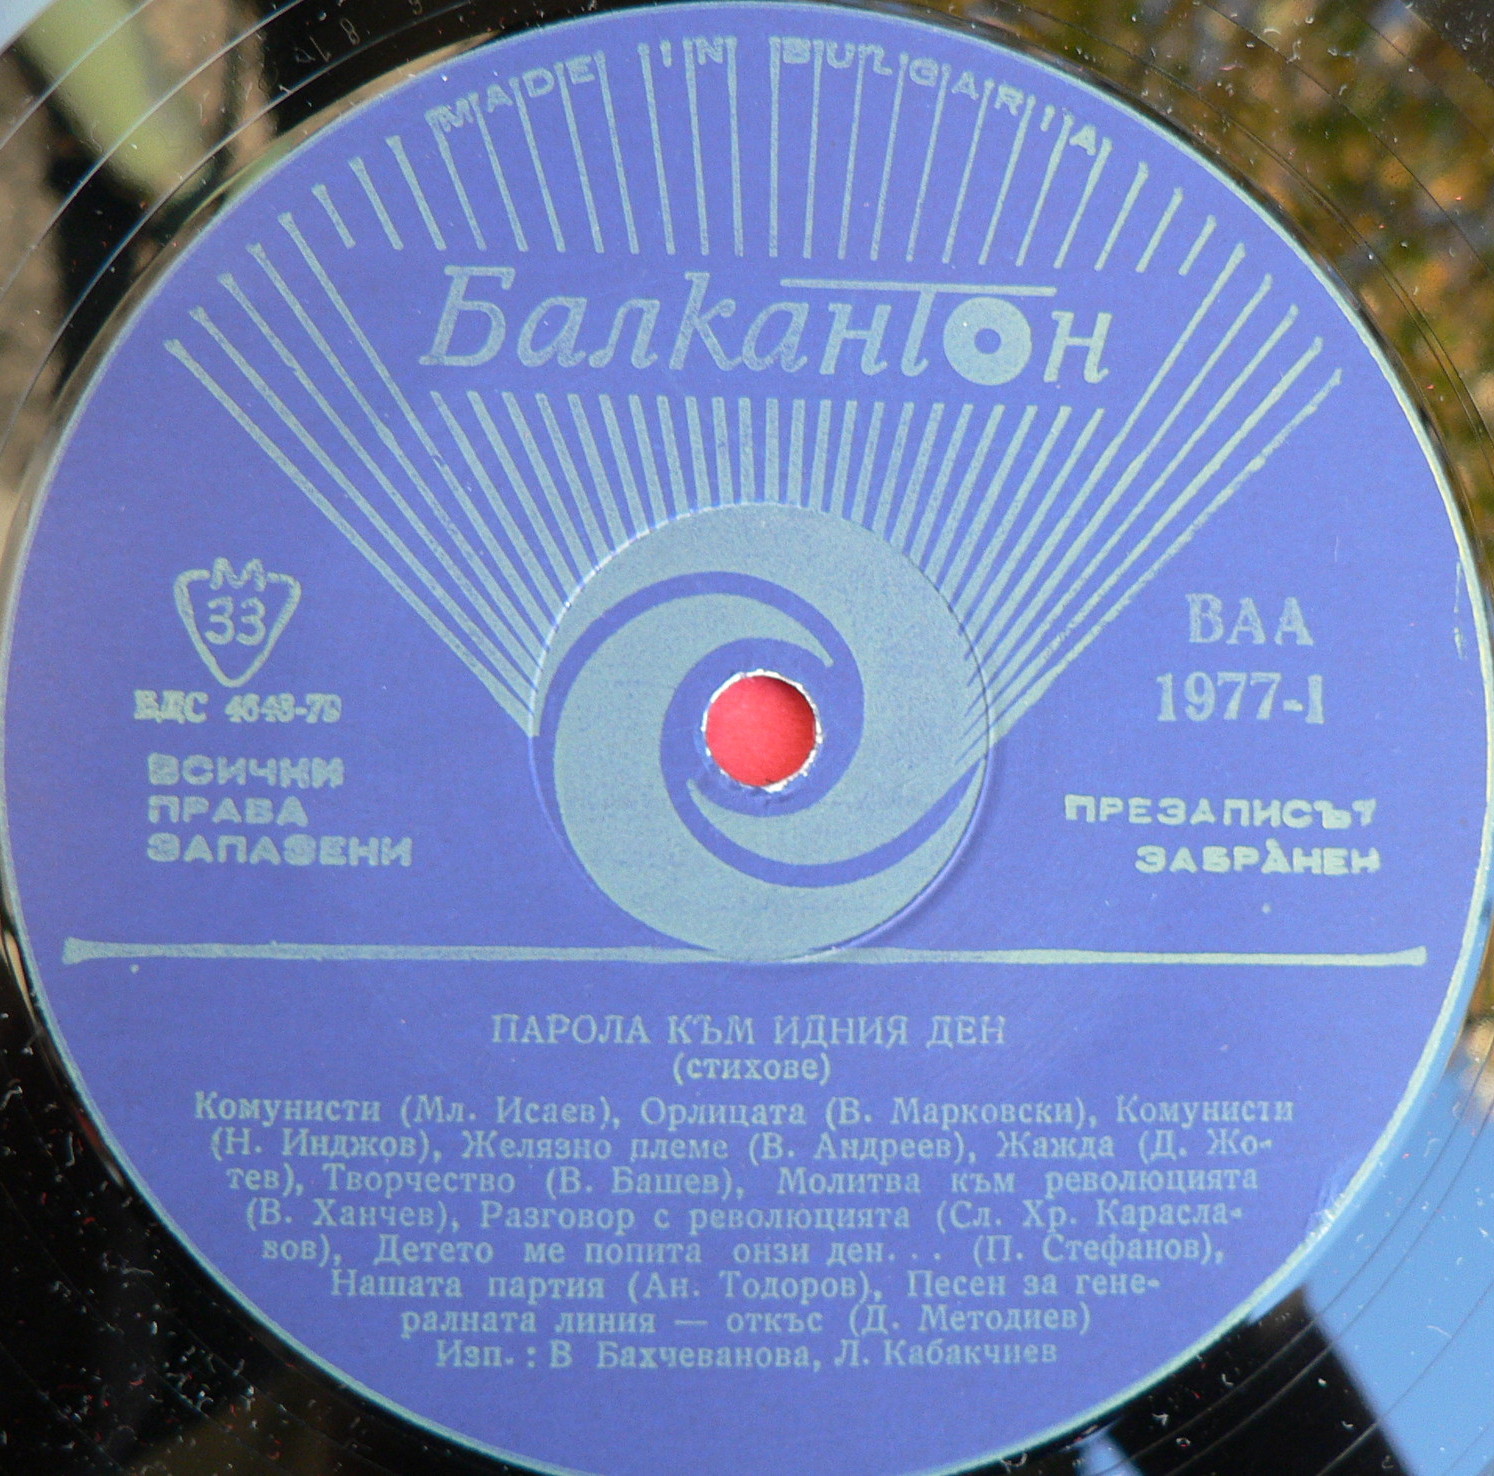 MADE IN BULGARIA
Балкантон
М
33
БДС 4643-79
ВСИЧКИ
ПРАВА
ЗАПАЗЕНИ
ВАА
1977-1
ПРЕЗАПИСЪТ
ЗАБРАНЕН
ПАРОЛА КЪМ ИДНИЯ ДЕН
(стихове)
Комунисти (Мл. Исаев), Орлицата (В. Марковски), Комунисти
(Н. Инджов), Желязно племе (В. Андреев), Жажда (Д. Жо-
тев), Творчество (В. Башев), Молитва към революцията
(В. Ханчев), Разговор с революцията (Сл. Хр. Карасла-
вов), Детето ме попита онзи ден... (П. Стефанов),
Нашата партия (Ан. Тодоров), Песен за гене-
ралната линия — откъс (Д. Методиев)
Изп. : В Бахчеванова, Л. Кабакчиев